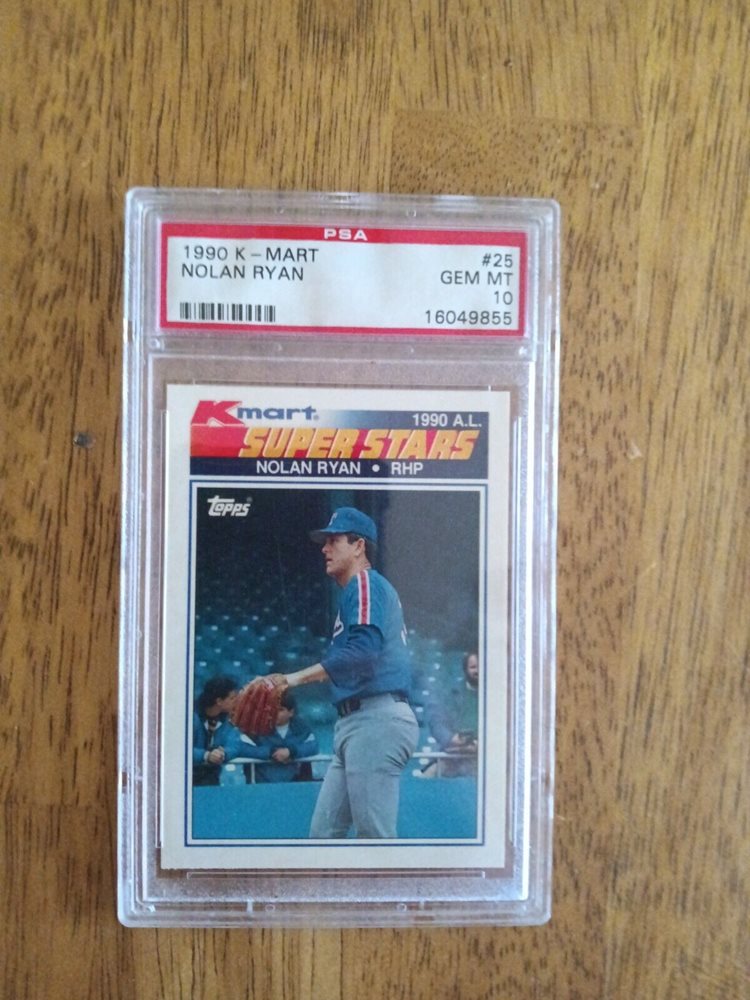 PSA
1990 K-MART #25
NOLAN RYAN GEM MT
10
16049855
Kmart® 1990 A.L.
SUPER STARS
NOLAN RYAN • RHP
Topps®